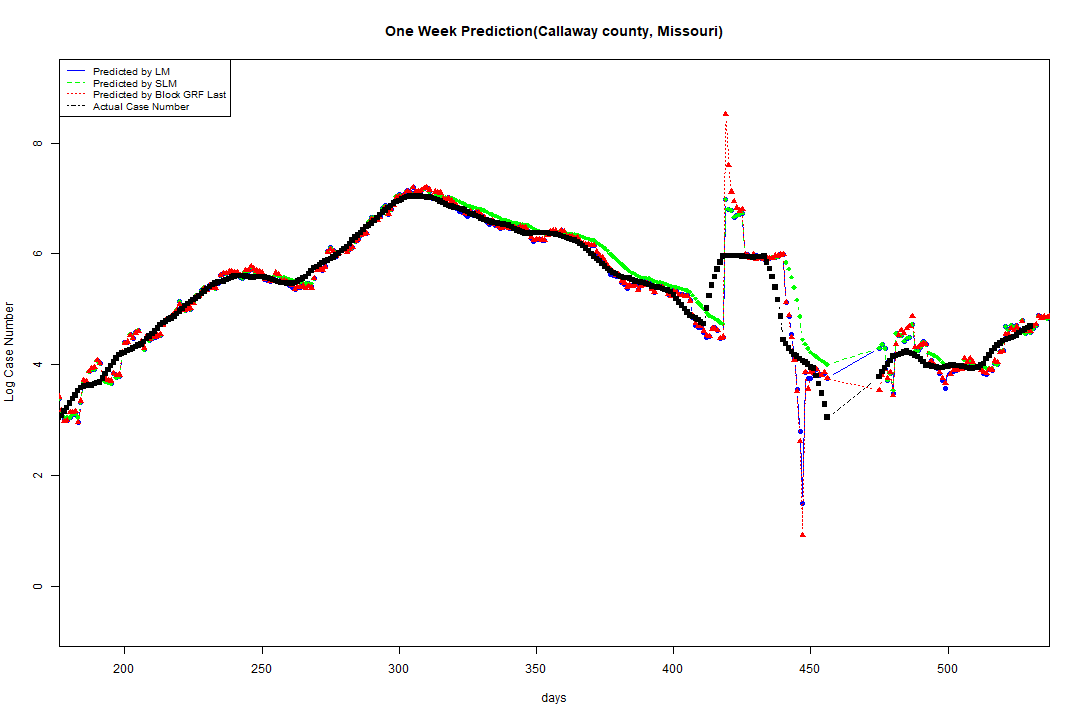 One Week Prediction(Callaway county, Missouri)
Predicted by LM
Predicted by SLM
Predicted by Block GRF Last
Actual Case Number
Log Case Number
8
6
4
2
0
200 250 300 350 400 450 500
days